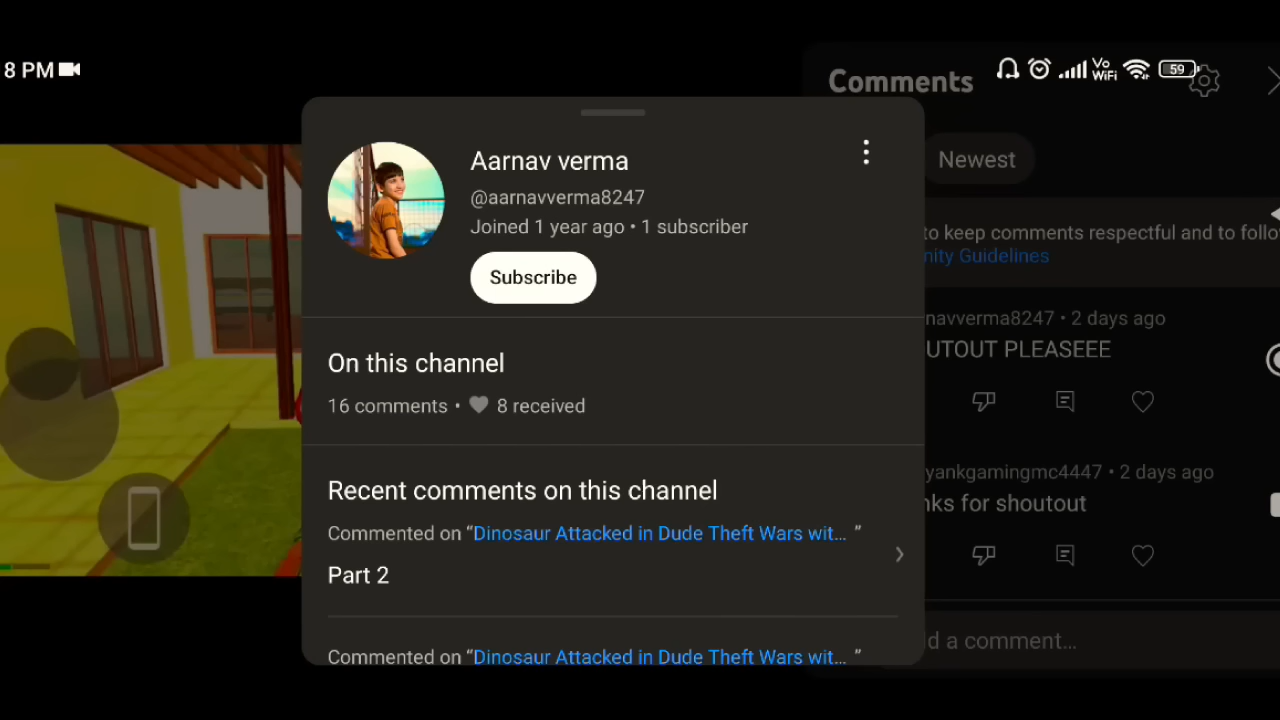 8 PM
Vo
WiFi
59
Comments
Newest
to keep comments respectful and to follo
nity Guidelines
navverma8247 • 2 days ago
UTOUT PLEASEEE
yankgamingmc4447 • 2 days ago
nks for shoutout
d a comment...
Aarnav verma
@aarnavverma8247
Joined 1 year ago • 1 subscriber
Subscribe
On this channel
16 comments • 8 received
Recent comments on this channel
Commented on “Dinosaur Attacked in Dude Theft Wars wit... ”
Part 2
Commented on “Dinosaur Attacked in Dude Theft Wars wit... ”